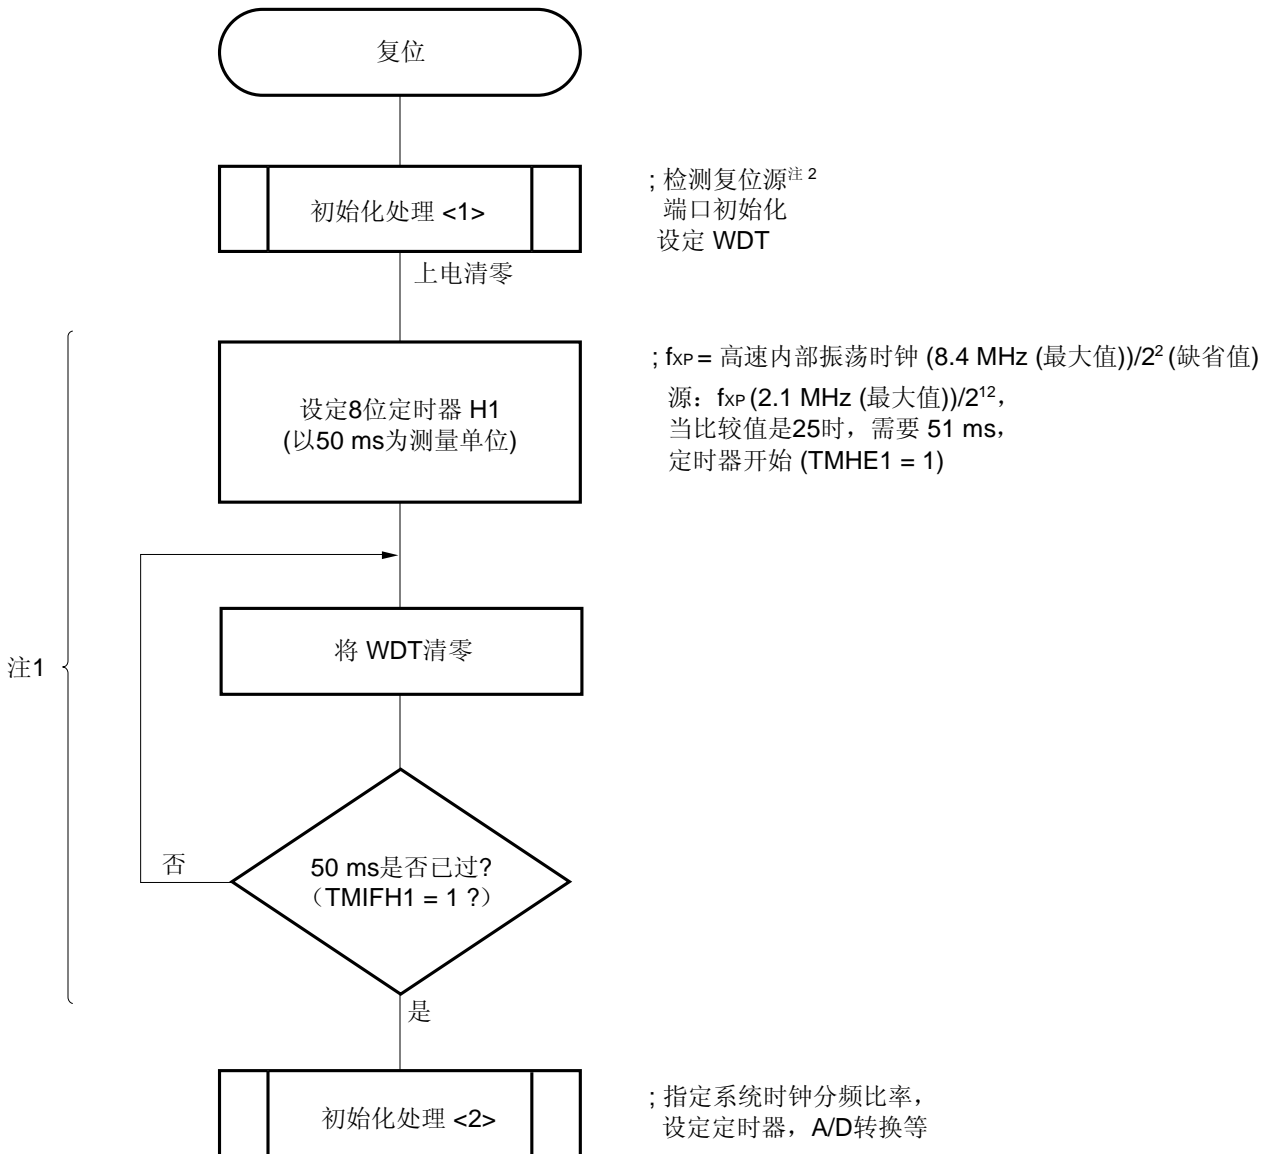 复位
初始化处理 <1>
; 检测复位源注 2
端口初始化
设定 WDT
上电清零
设定8位定时器 H1
(以50 ms为测量单位)
; fXP = 高速内部振荡时钟 (8.4 MHz (最大值))/2² (缺省值)
源：fXP (2.1 MHz (最大值))/2¹²，
当比较值是25时，需要 51 ms，
定时器开始 (TMHE1 = 1)
注1
将 WDT清零
否
50 ms是否已过?
（TMIFH1 = 1 ?）
是
初始化处理 <2>
; 指定系统时钟分频比率，
设定定时器，A/D转换等